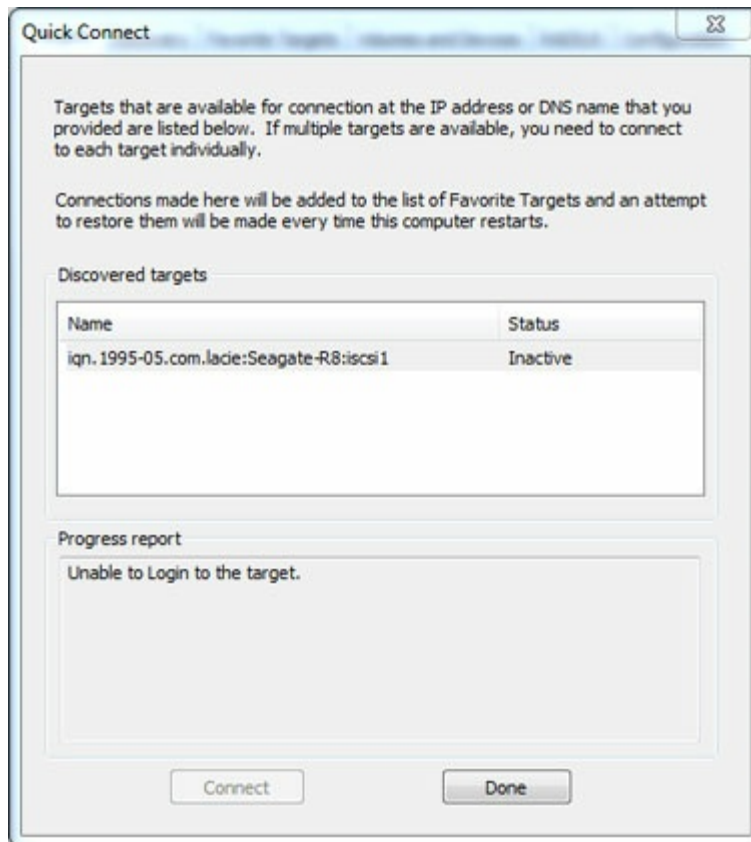 Quick Connect
Targets that are available for connection at the IP address or DNS name that you
provided are listed below.  If multiple targets are available, you need to connect
to each target individually.
Connections made here will be added to the list of Favorite Targets and an attempt
to restore them will be made every time this computer restarts.
Discovered targets
Name Status
iqn.1995-05.com.lacie:Seagate-R8:iscsi1 Inactive
Progress report
Unable to Login to the target.
Connect Done